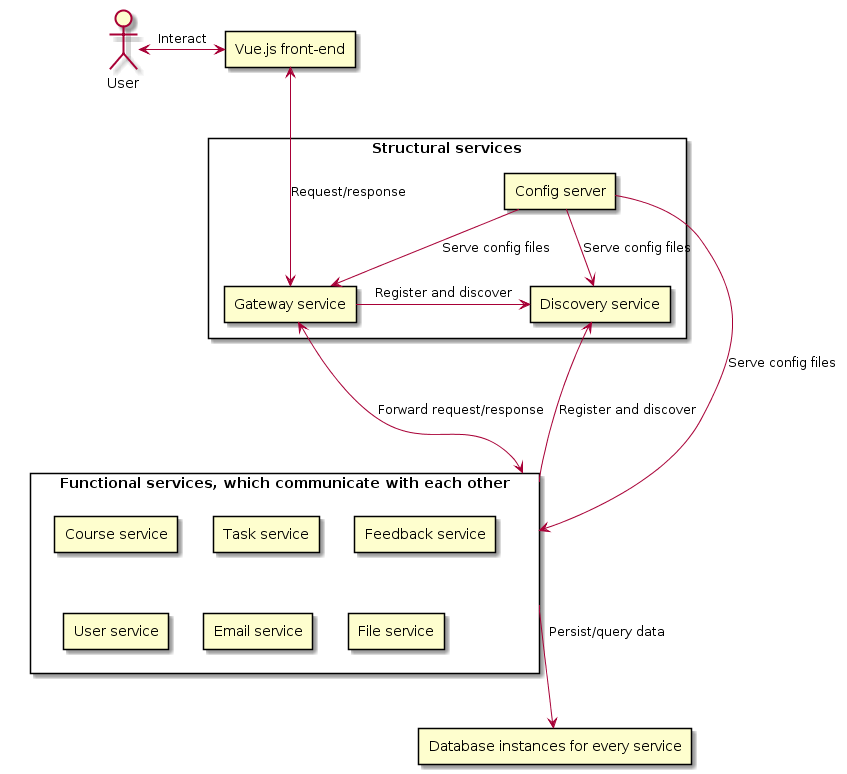 Interact
Vue.js front-end
User
Structural services
Request/response
Config server
Serve config files
Serve config files
Register and discover
Gateway service
Discovery service
Serve config files
Forward request/response
Register and discover
Functional services, which communicate with each other
Course service
Task service
Feedback service
User service
Email service
File service
Persist/query data
Database instances for every service